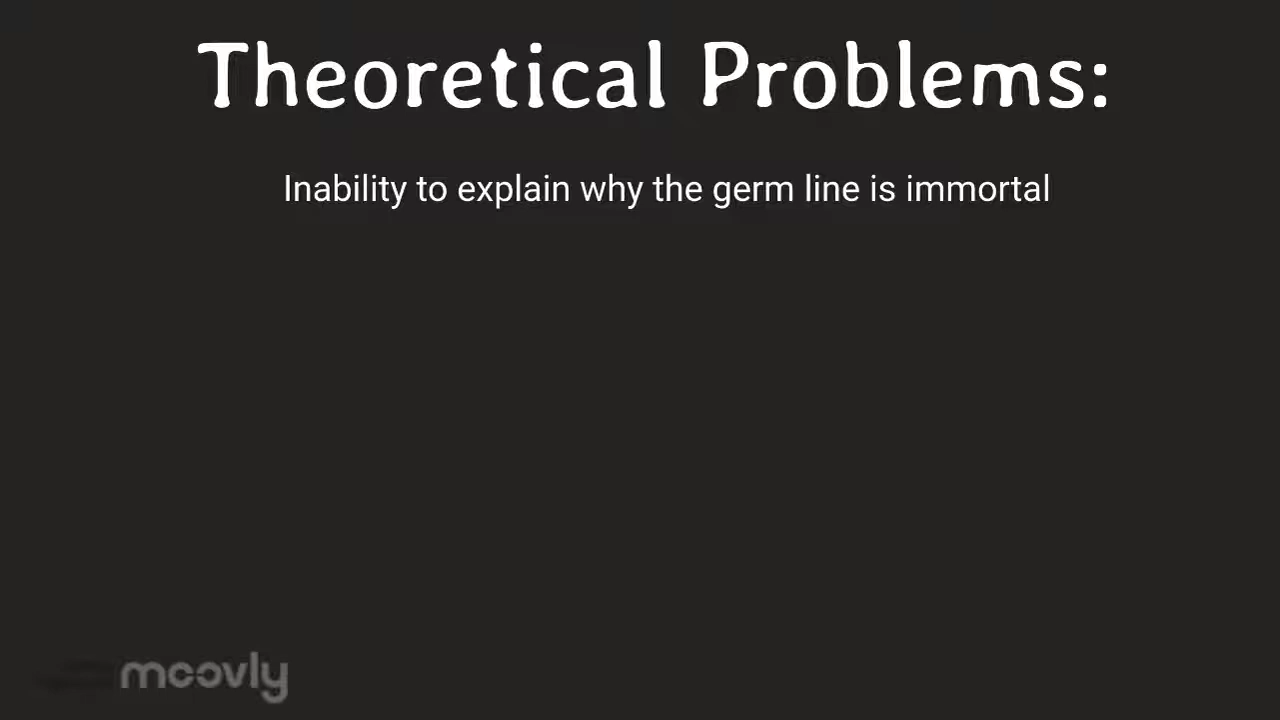 Theoretical Problems:
Inability to explain why the germ line is immortal
moovly